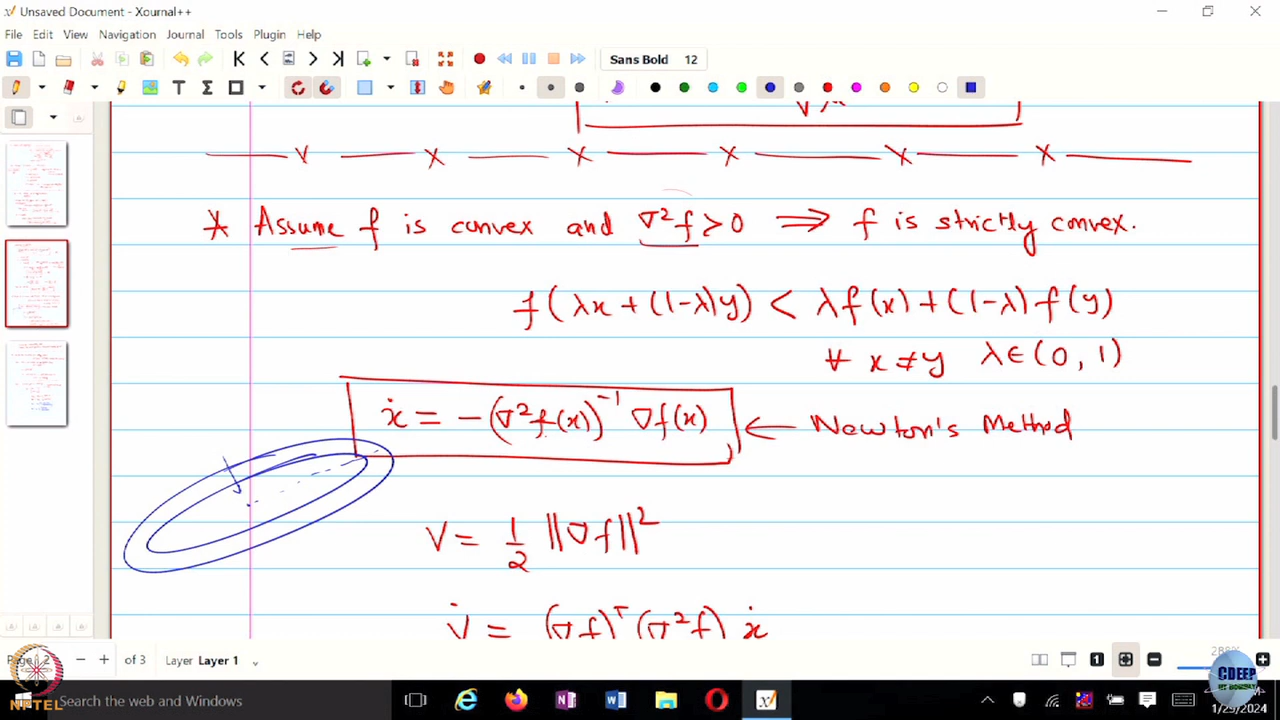 Unsaved Document - Xournal++
File Edit View Navigation Journal Tools Plugin Help
Sans Bold 12
* Assume f is convex and ∇²f > 0 ⟹ f is strictly convex.
f(λx + (1-λ)y) < λf(x) + (1-λ)f(y)
∀ x≠y λ∈(0, 1)
ẋ = -(∇²f(x))⁻¹ ∇f(x) ← Newton's Method
V = 1/2 ||∇f||²
V̇ = (∇f)ᵀ(∇²f) ẋ
Page 2 of 3 Layer Layer 1
288%
Search the web and Windows
NPTEL
CDEEP
1/29/2024